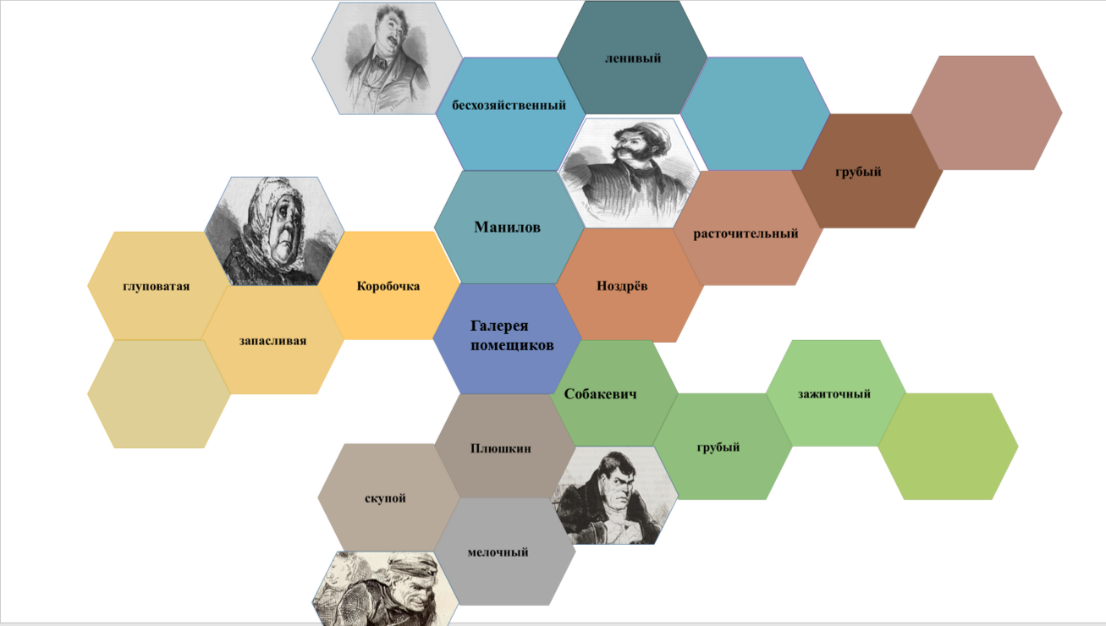 ленивый
бесхозяйственный
грубый
Манилов
расточительный
глуповатая
Коробочка
Ноздрёв
запасливая
Галерея
помещиков
Собакевич
зажиточный
Плюшкин
грубый
скупой
мелочный